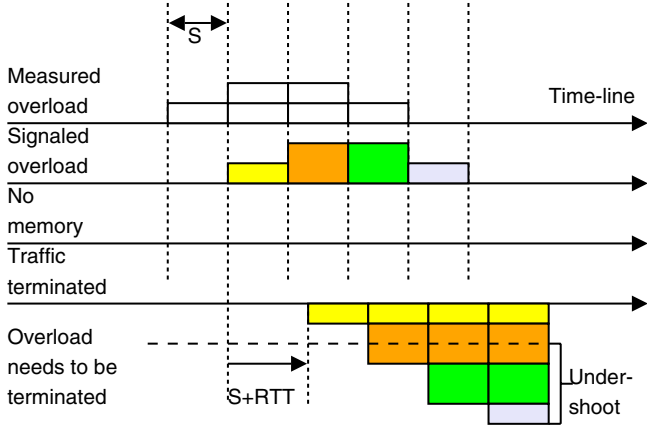 S
Measured
overload
Time-line
Signaled
overload
No
memory
Traffic
terminated
Overload
needs to be
terminated
S+RTT
Under-
shoot